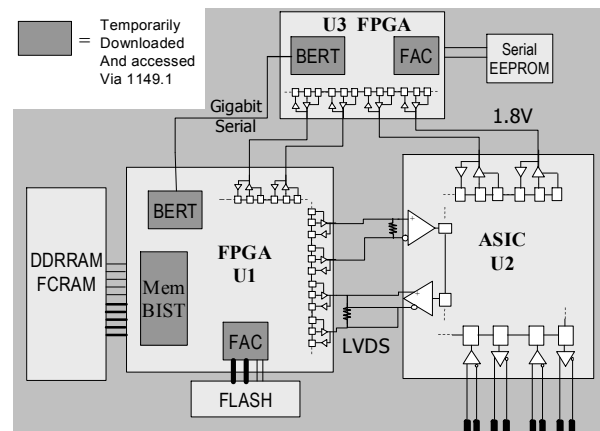 = Temporarily
Downloaded
And accessed
Via 1149.1
U3 FPGA
BERT
FAC
Serial
EEPROM
Gigabit
Serial
1.8V
BERT
DDRRAM
FCRAM
Mem
BIST
FPGA
U1
ASIC
U2
FAC
LVDS
FLASH
+